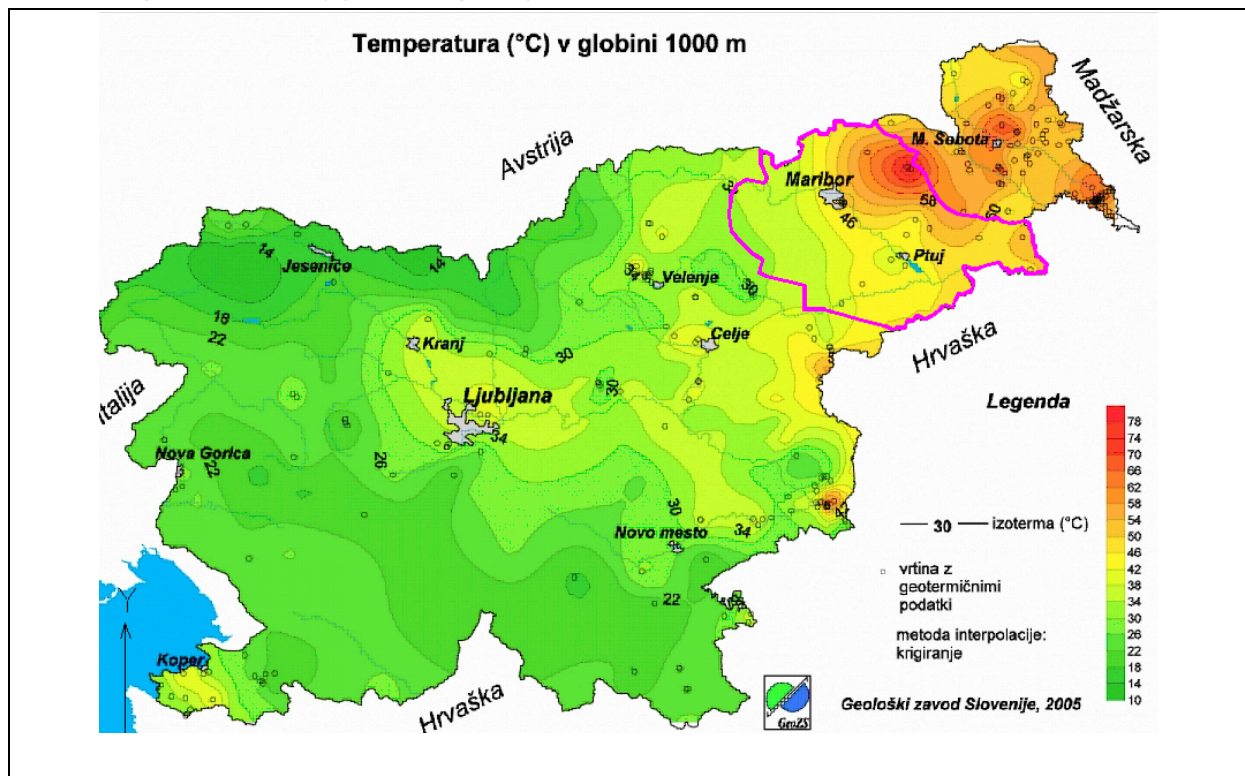 Temperatura (°C) v globini 1000 m
Madžarska
Avstrija
M. Sobota
Maribor
58
60
46
14
Jesenice
14
Ptuj
Velenje
30
18
22
Hrvaška
Kranj
30
Celje
30
Italija
Ljubljana
Legenda
34
Nova Gorica
22
26
30
34
Novo mesto
22
78
74
70
66
62
58
54
50
46
42
38
34
30
26
22
18
14
10
30 izoterma (°C)
vrtina z
geotermičnimi
podatki
metoda interpolacije:
krigiranje
Y
Koper
Hrvaška
GeoZS
Geološki zavod Slovenije, 2005